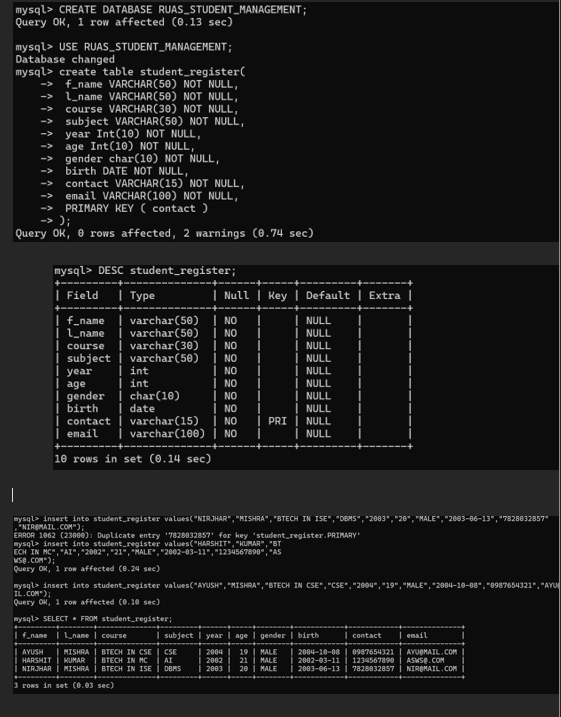 mysql> CREATE DATABASE RUAS_STUDENT_MANAGEMENT;
Query OK, 1 row affected (0.13 sec)
mysql> USE RUAS_STUDENT_MANAGEMENT;
Database changed
mysql> create table student_register(
    ->  f_name VARCHAR(50) NOT NULL,
    ->  l_name VARCHAR(50) NOT NULL,
    ->  course VARCHAR(30) NOT NULL,
    ->  subject VARCHAR(50) NOT NULL,
    ->  year Int(10) NOT NULL,
    ->  age Int(10) NOT NULL,
    ->  gender char(10) NOT NULL,
    ->  birth DATE NOT NULL,
    ->  contact VARCHAR(15) NOT NULL,
    ->  email VARCHAR(100) NOT NULL,
    ->  PRIMARY KEY ( contact )
    -> );
Query OK, 0 rows affected, 2 warnings (0.74 sec)
mysql> DESC student_register;
+---------+--------------+------+-----+---------+-------+
| Field   | Type         | Null | Key | Default | Extra |
+---------+--------------+------+-----+---------+-------+
| f_name  | varchar(50)  | NO   |     | NULL    |       |
| l_name  | varchar(50)  | NO   |     | NULL    |       |
| course  | varchar(30)  | NO   |     | NULL    |       |
| subject | varchar(50)  | NO   |     | NULL    |       |
| year    | int          | NO   |     | NULL    |       |
| age     | int          | NO   |     | NULL    |       |
| gender  | char(10)     | NO   |     | NULL    |       |
| birth   | date         | NO   |     | NULL    |       |
| contact | varchar(15)  | NO   | PRI | NULL    |       |
| email   | varchar(100) | NO   |     | NULL    |       |
+---------+--------------+------+-----+---------+-------+
10 rows in set (0.14 sec)
mysql> insert into student_register values("NIRJHAR","MISHRA","BTECH IN ISE","DBMS","2003","20","MALE","2003-06-13","7828032857"
,"NIR@MAIL.COM");
ERROR 1062 (23000): Duplicate entry '7828032857' for key 'student_register.PRIMARY'
mysql> insert into student_register values("HARSHIT","KUMAR","BT
ECH IN MC","AI","2002","21","MALE","2002-03-11","1234567890","AS
WS@.COM");
Query OK, 1 row affected (0.24 sec)
mysql> insert into student_register values("AYUSH","MISHRA","BTECH IN CSE","CSE","2004","19","MALE","2004-10-08","0987654321","AYU@
IL.COM");
Query OK, 1 row affected (0.10 sec)
mysql> SELECT * FROM student_register;
+---------+--------+--------------+---------+------+-----+--------+------------+------------+--------------+
| f_name  | l_name | course       | subject | year | age | gender | birth      | contact    | email        |
+---------+--------+--------------+---------+------+-----+--------+------------+------------+--------------+
| AYUSH   | MISHRA | BTECH IN CSE | CSE     | 2004 |  19 | MALE   | 2004-10-08 | 0987654321 | AYU@MAIL.COM |
| HARSHIT | KUMAR  | BTECH IN MC  | AI      | 2002 |  21 | MALE   | 2002-03-11 | 1234567890 | ASWS@.COM    |
| NIRJHAR | MISHRA | BTECH IN ISE | DBMS    | 2003 |  20 | MALE   | 2003-06-13 | 7828032857 | NIR@MAIL.COM |
+---------+--------+--------------+---------+------+-----+--------+------------+------------+--------------+
3 rows in set (0.03 sec)